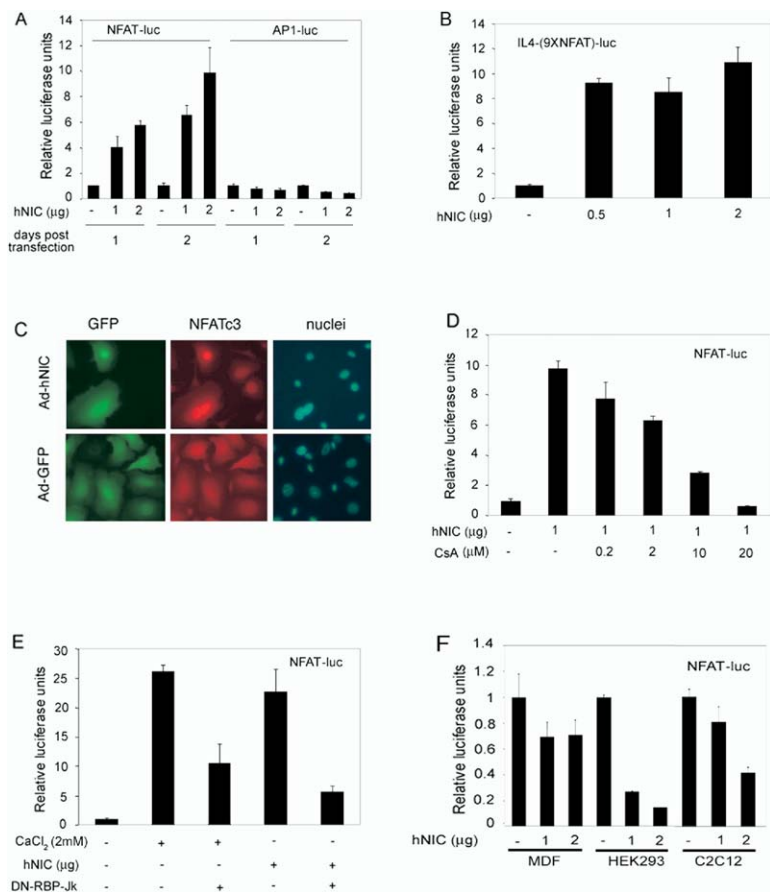 A
NFAT-luc
AP1-luc
Relative luciferase units
14
12
10
8
6
4
2
0
hNIC (μg)
- 1 2 - 1 2 - 1 2 - 1 2
days post
transfection
1 2 1 2
B
IL4-(9XNFAT)-luc
Relative luciferase units
14
12
10
8
6
4
2
0
hNIC (μg)
- 0.5 1 2
C
GFP NFATc3 nuclei
Ad-hNIC
Ad-GFP
D
NFAT-luc
Relative luciferase units
12
10
8
6
4
2
0
hNIC (μg) - 1 1 1 1 1
CsA (μM) - - 0.2 2 10 20
E
NFAT-luc
Relative luciferase units
30
25
20
15
10
5
0
CaCl₂ (2mM) - + + - -
hNIC (μg) - - - + +
DN-RBP-Jk - - + - +
F
NFAT-luc
Relative luciferase units
1.4
1.2
1
0.8
0.6
0.4
0.2
0
hNIC (μg)
- 1 2 - 1 2 - 1 2
MDF HEK293 C2C12